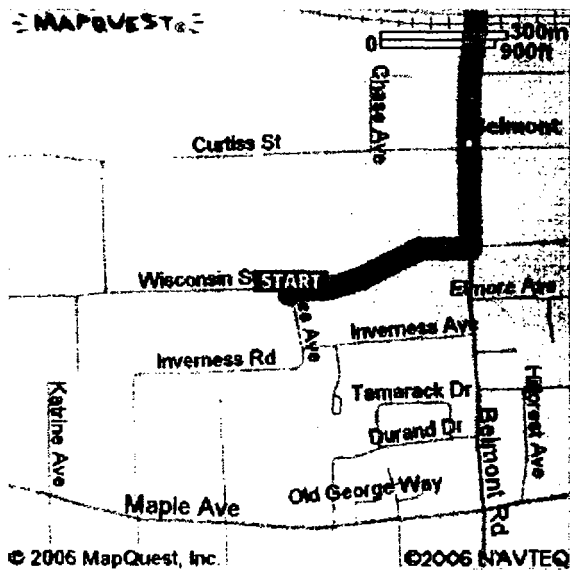 MAPQUEST®
0 300m
900ft
Chase Ave
Belmont
Curtiss St
Wisconsin S
START
Elmore Ave
Inverness Ave
Inverness Rd
Tamarack Dr
Katrine Ave
Durand Dr
Belmont Rd
Hillcrest Ave
Old George Way
Maple Ave
© 2006 MapQuest, Inc.
©2006 NAVTEQ